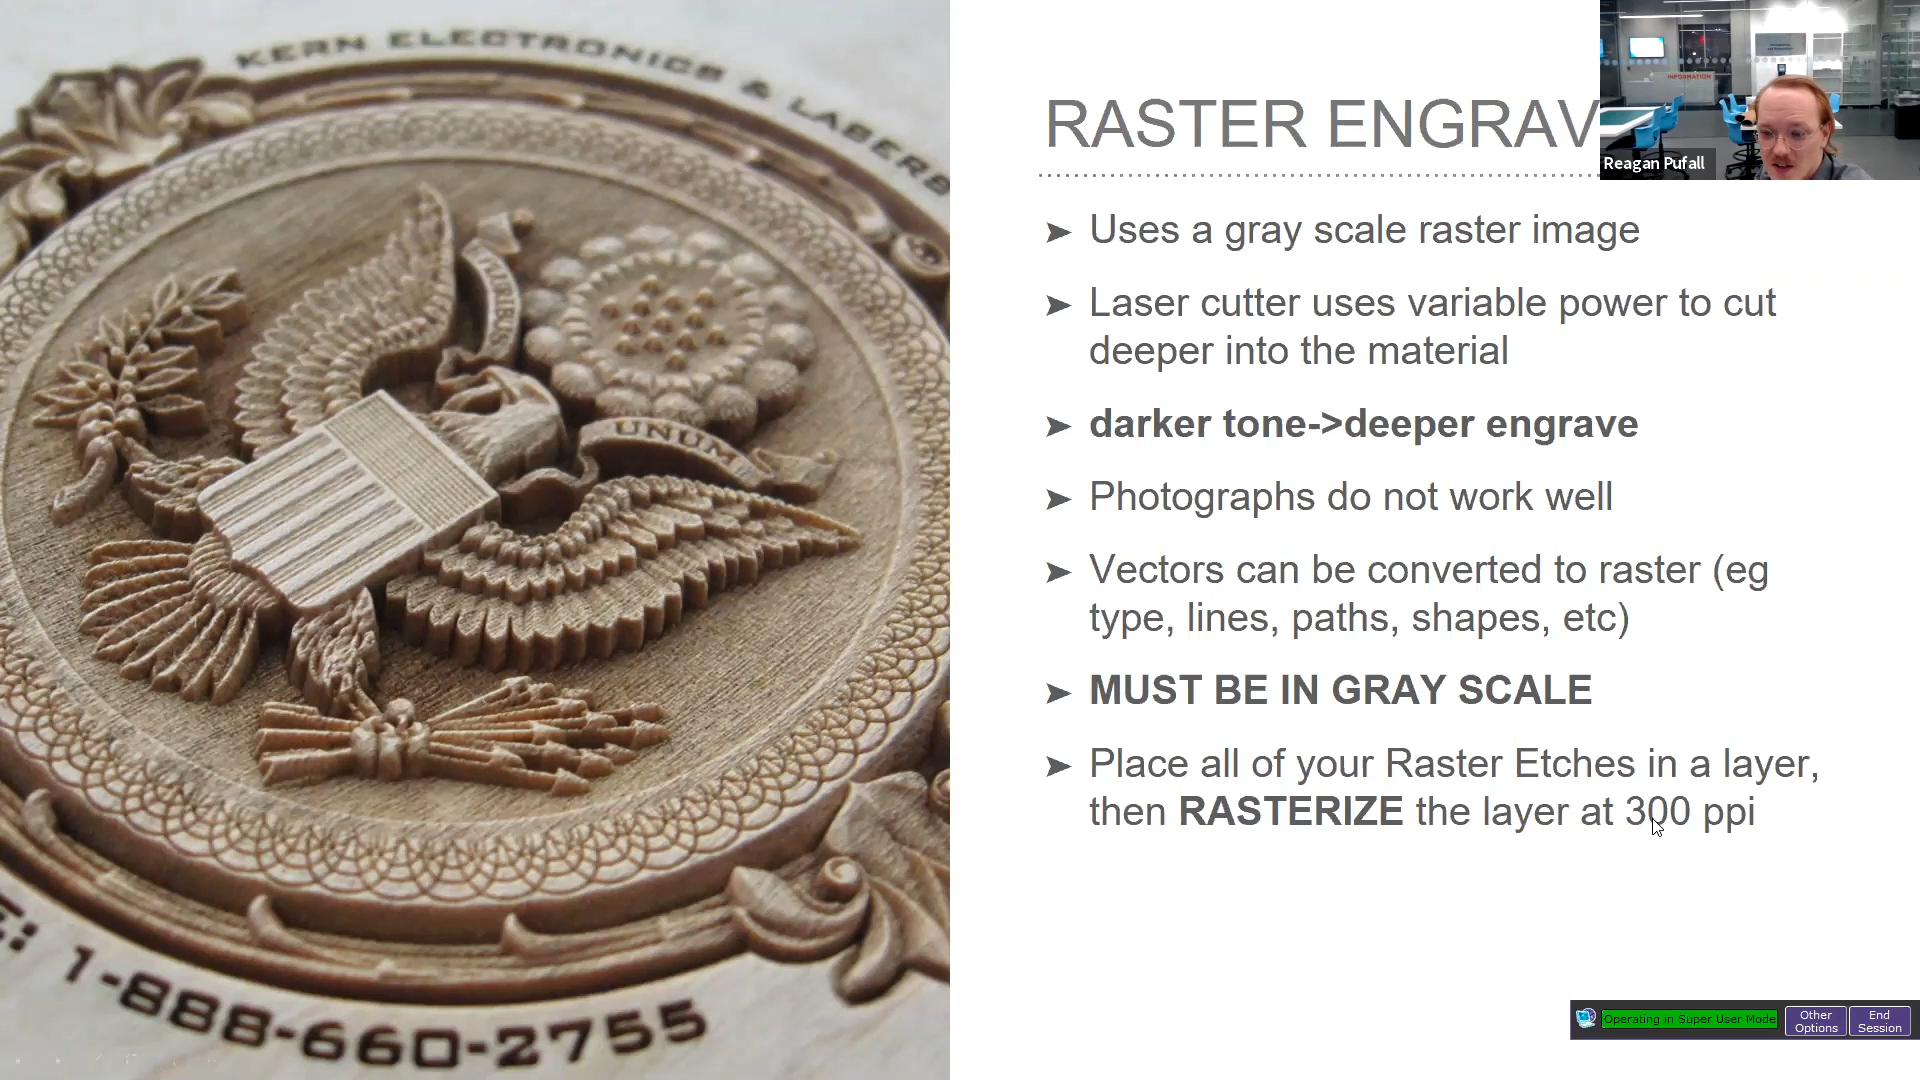 KERN ELECTRONICS & LASERS
PLURIBUS
UNUM
E: 1-888-660-2755
RASTER ENGRAV
➤ Uses a gray scale raster image
➤ Laser cutter uses variable power to cut
deeper into the material
➤ darker tone->deeper engrave
➤ Photographs do not work well
➤ Vectors can be converted to raster (eg
type, lines, paths, shapes, etc)
➤ MUST BE IN GRAY SCALE
➤ Place all of your Raster Etches in a layer,
then RASTERIZE the layer at 300 ppi
INFORMATION
Reagan Pufall
Operating in Super User Mode
Other
Options
End
Session